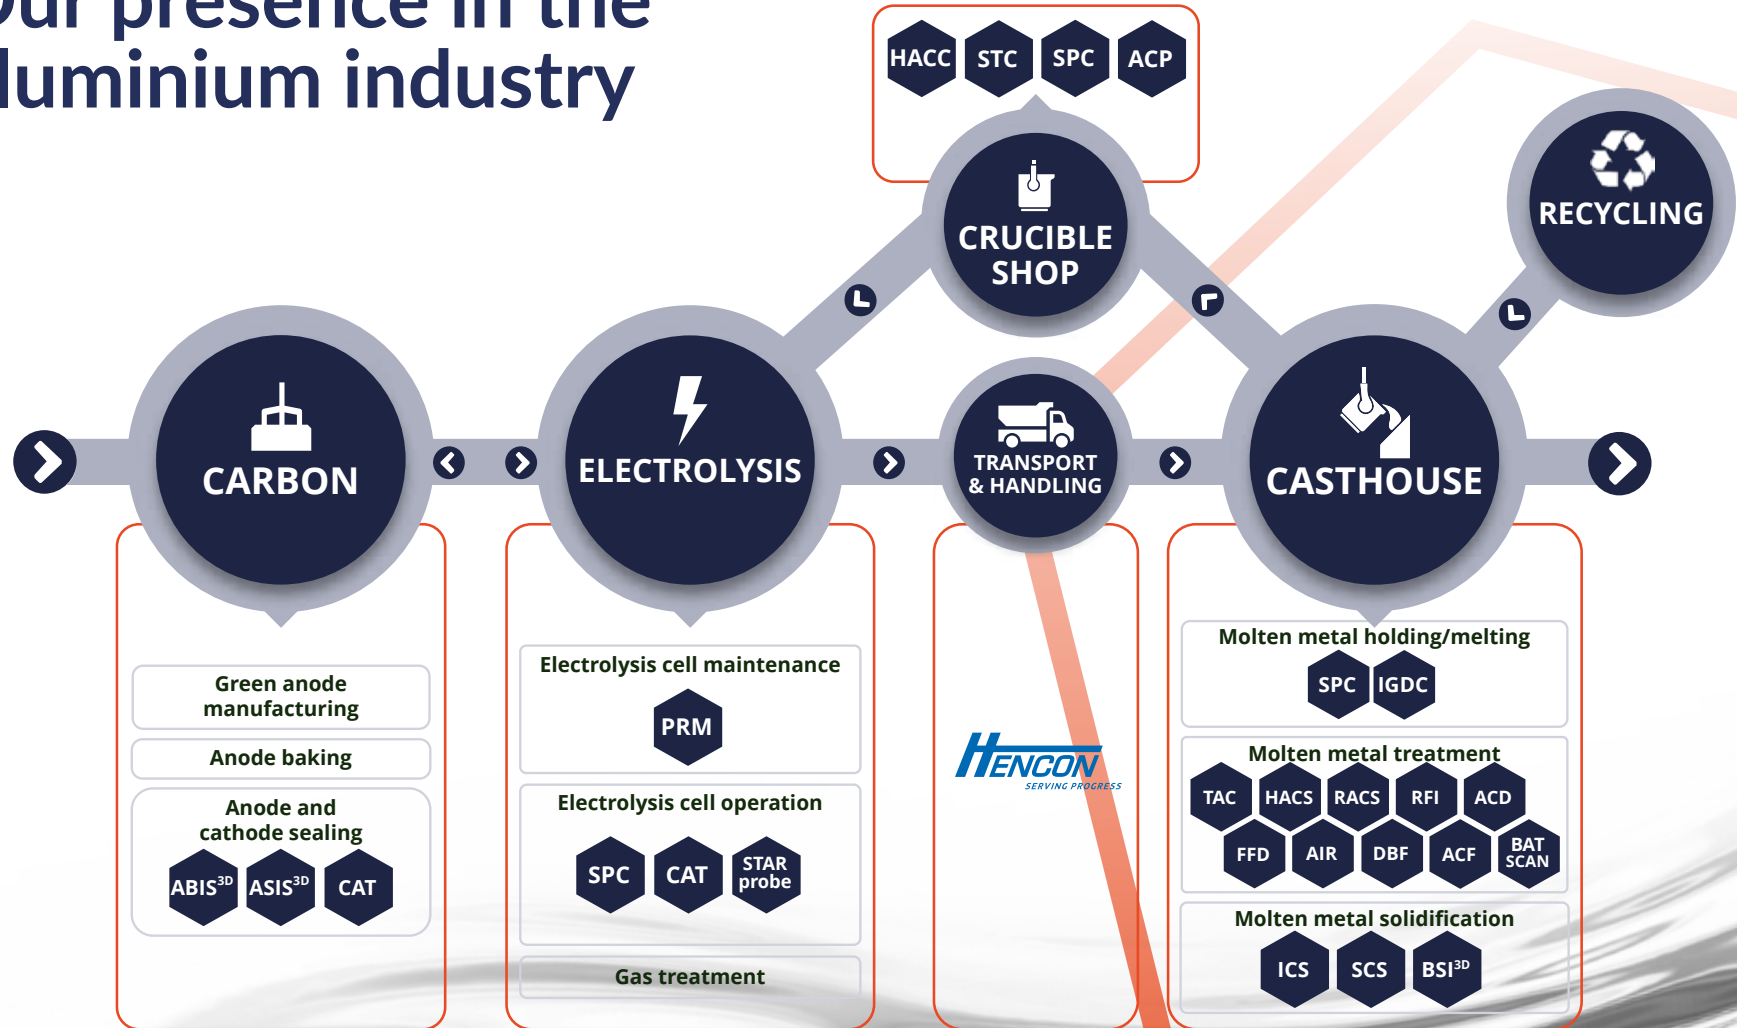 Our presence in the
aluminium industry
HACC
STC
SPC
ACP
CRUCIBLE
SHOP
RECYCLING
CARBON
ELECTROLYSIS
TRANSPORT
& HANDLING
CASTHOUSE
Green anode
manufacturing
Anode baking
Anode and
cathode sealing
ABIS3D
ASIS3D
CAT
Electrolysis cell maintenance
PRM
Electrolysis cell operation
SPC
CAT
STAR
probe
Gas treatment
HENCON
SERVING PROGRESS
Molten metal holding/melting
SPC
IGDC
Molten metal treatment
TAC
HACS
RACS
RFI
ACD
FFD
AIR
DBF
ACF
BAT
SCAN
Molten metal solidification
ICS
SCS
BSI3D